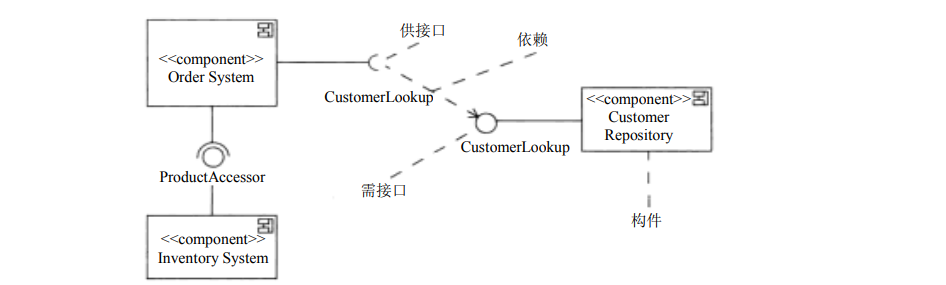 供接口
依赖
<<component>>
Order System
CustomerLookup
<<component>>
Customer
Repository
CustomerLookup
ProductAccessor
需接口
构件
<<component>>
Inventory System